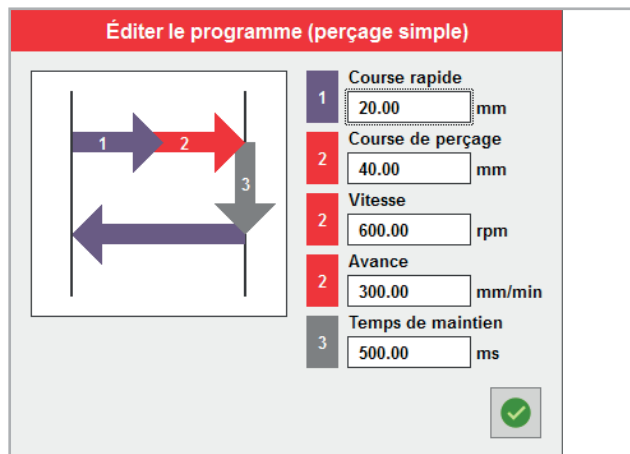 Éditer le programme (perçage simple)
1 2
3
1 Course rapide
20.00 mm
2 Course de perçage
40.00 mm
2 Vitesse
600.00 rpm
2 Avance
300.00 mm/min
3 Temps de maintien
500.00 ms